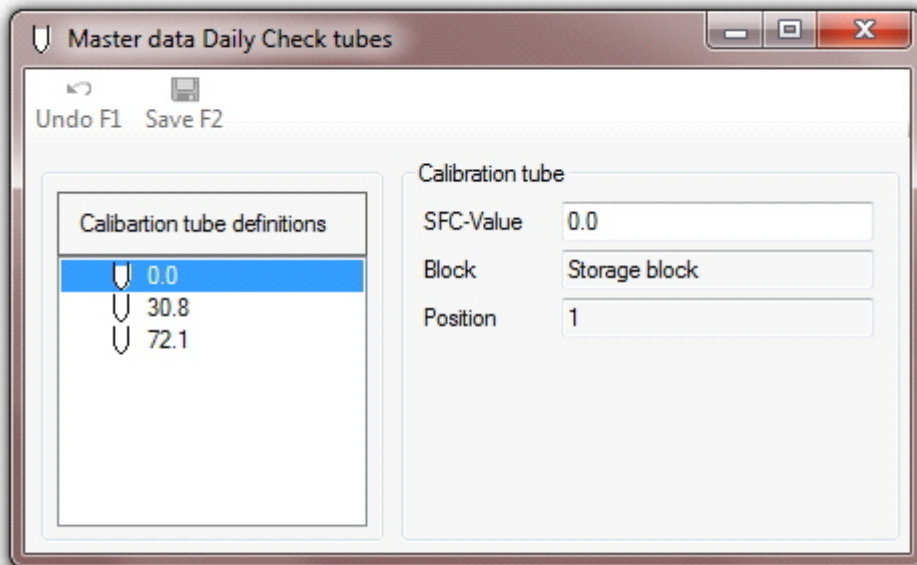 Master data Daily Check tubes
Undo F1 Save F2
Calibartion tube definitions
0.0
30.8
72.1
Calibration tube
SFC-Value 0.0
Block Storage block
Position 1